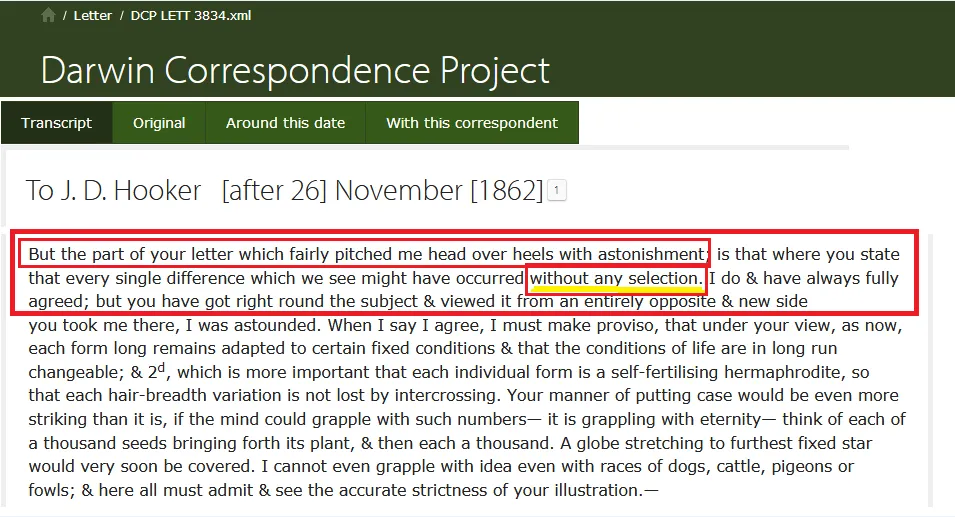 / Letter / DCP LETT 3834.xml
Darwin Correspondence Project
Transcript Original Around this date With this correspondent
To J. D. Hooker [after 26] November [1862] 1
But the part of your letter which fairly pitched me head over heels with astonishment; is that where you state
that every single difference which we see might have occurred without any selection. I do & have always fully
agreed; but you have got right round the subject & viewed it from an entirely opposite & new side
you took me there, I was astounded. When I say I agree, I must make proviso, that under your view, as now,
each form long remains adapted to certain fixed conditions & that the conditions of life are in long run
changeable; & 2d, which is more important that each individual form is a self-fertilising hermaphrodite, so
that each hair-breadth variation is not lost by intercrossing. Your manner of putting case would be even more
striking than it is, if the mind could grapple with such numbers— it is grappling with eternity— think of each of
a thousand seeds bringing forth its plant, & then each a thousand. A globe stretching to furthest fixed star
would very soon be covered. I cannot even grapple with idea even with races of dogs, cattle, pigeons or
fowls; & here all must admit & see the accurate strictness of your illustration.—